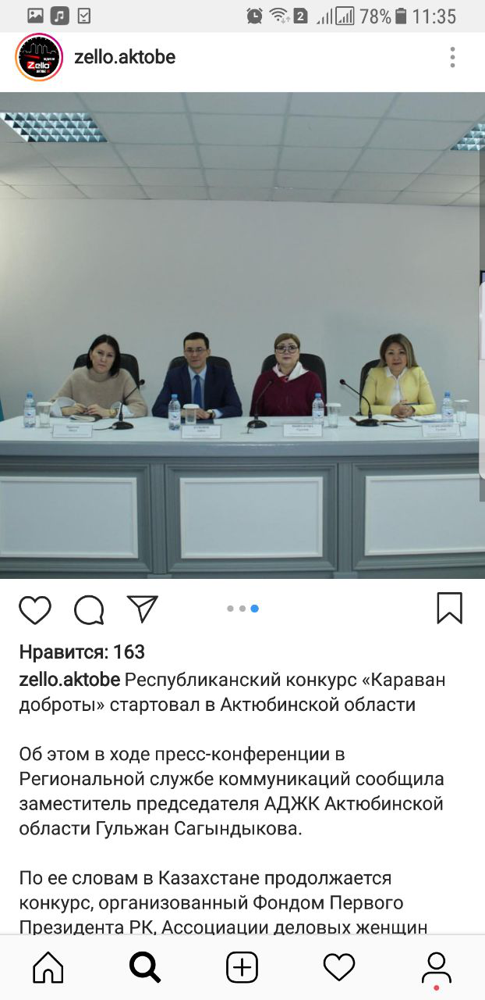 2
78%
11:35
Zello
zello.aktobe
Нравится: 163
zello.aktobe Республиканский конкурс «Караван
доброты» стартовал в Актюбинской области
Об этом в ходе пресс-конференции в
Региональной службе коммуникаций сообщила
заместитель председателя АДЖК Актюбинской
области Гульжан Сагындыкова.
По ее словам в Казахстане продолжается
конкурс, организованный Фондом Первого
Президента РК, Ассоциации деловых женщин